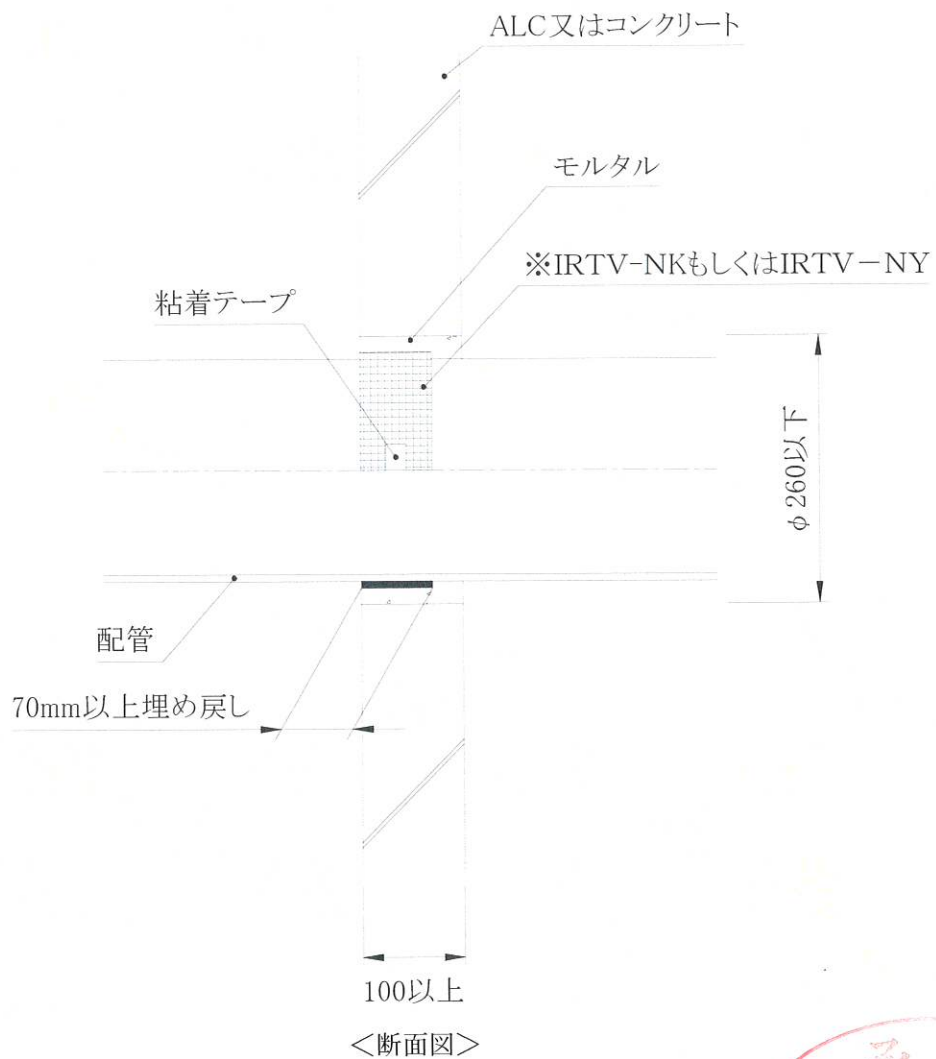 ALC又はコンクリート
モルタル
※IRTV-NKもしくはIRTV－NY
粘着テープ
φ260以下
配管
70mm以上埋め戻し
100以上
＜断面図＞